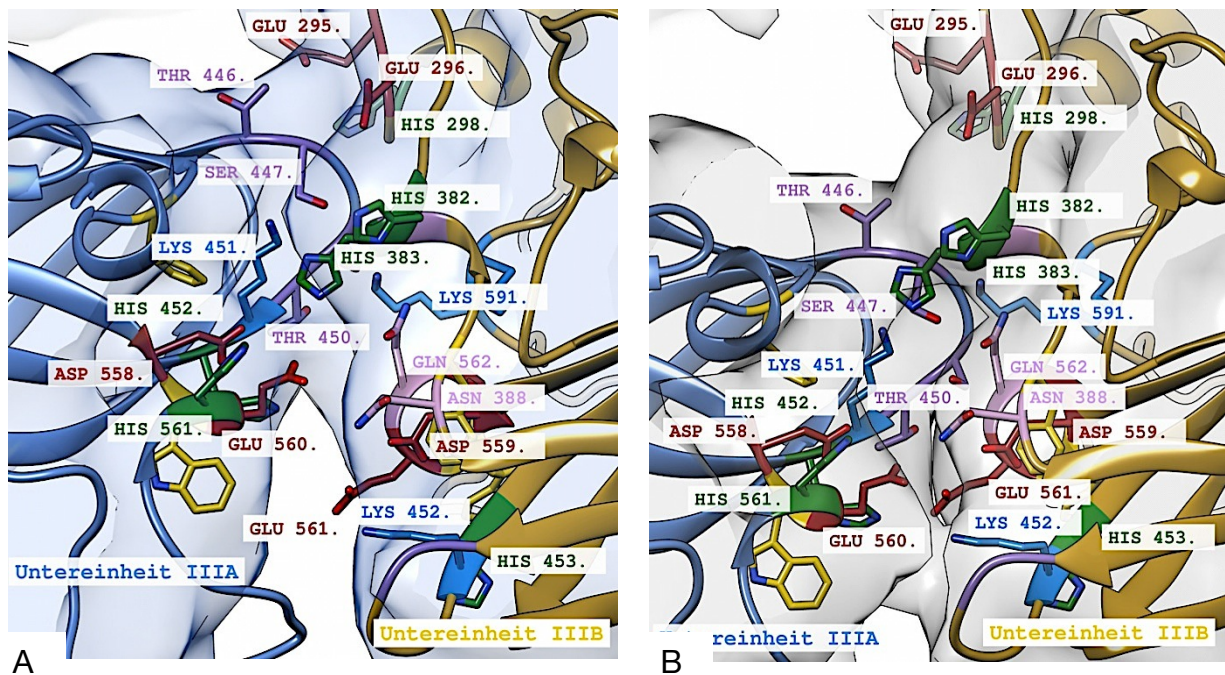 GLU 295.
THR 446.
GLU 296.
HIS 298.
SER 447.
HIS 382.
LYS 451.
HIS 383.
HIS 452.
LYS 591.
THR 450.
GLN 562.
ASP 558.
ASN 388.
HIS 561.
GLU 560.
ASP 559.
GLU 561.
LYS 452.
HIS 453.
Untereinheit IIIA
Untereinheit IIIB
A
GLU 295.
GLU 296.
HIS 298.
THR 446.
HIS 382.
HIS 383.
SER 447.
LYS 591.
LYS 451.
GLN 562.
HIS 452.
THR 450.
ASN 388.
ASP 558.
ASP 559.
HIS 561.
GLU 561.
LYS 452.
GLU 560.
HIS 453.
tereinheit IIIA
Untereinheit IIIB
B